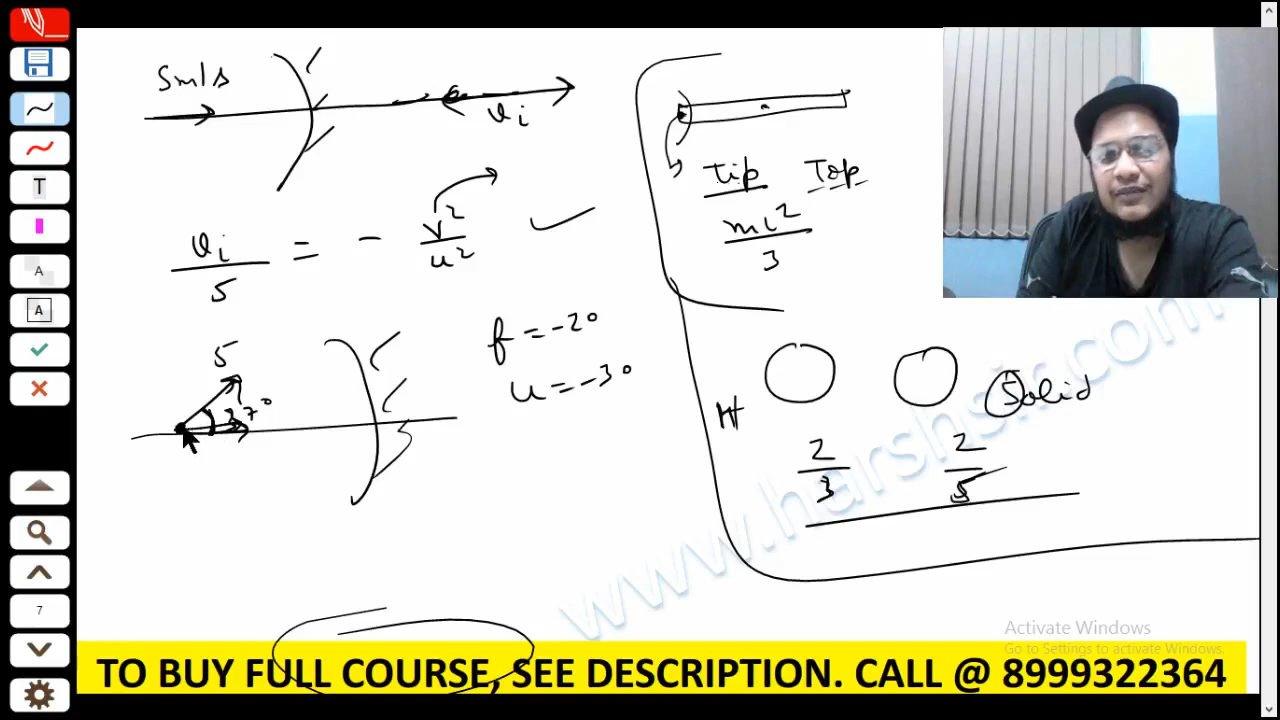 5m/s
vi
vi/5 = - v²/u² ✓
f = -20
u = -30
5
37°
Tip Top
ml²/3
H
Solid
2/3 2/5
www.harshsir.com
T
A
A
7
Activate Windows
Go to Settings to activate Windows.
TO BUY FULL COURSE, SEE DESCRIPTION. CALL @ 8999322364